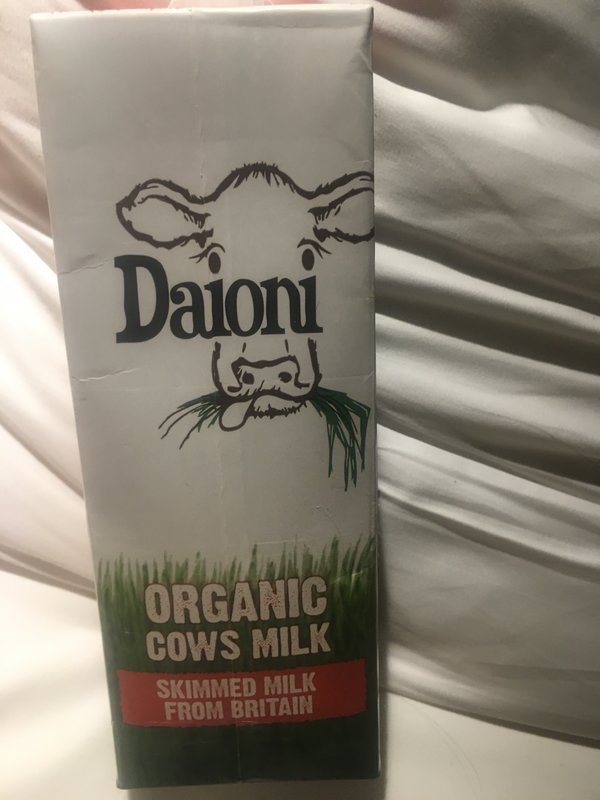 Daioni
ORGANIC
COWS MILK
SKIMMED MILK
FROM BRITAIN